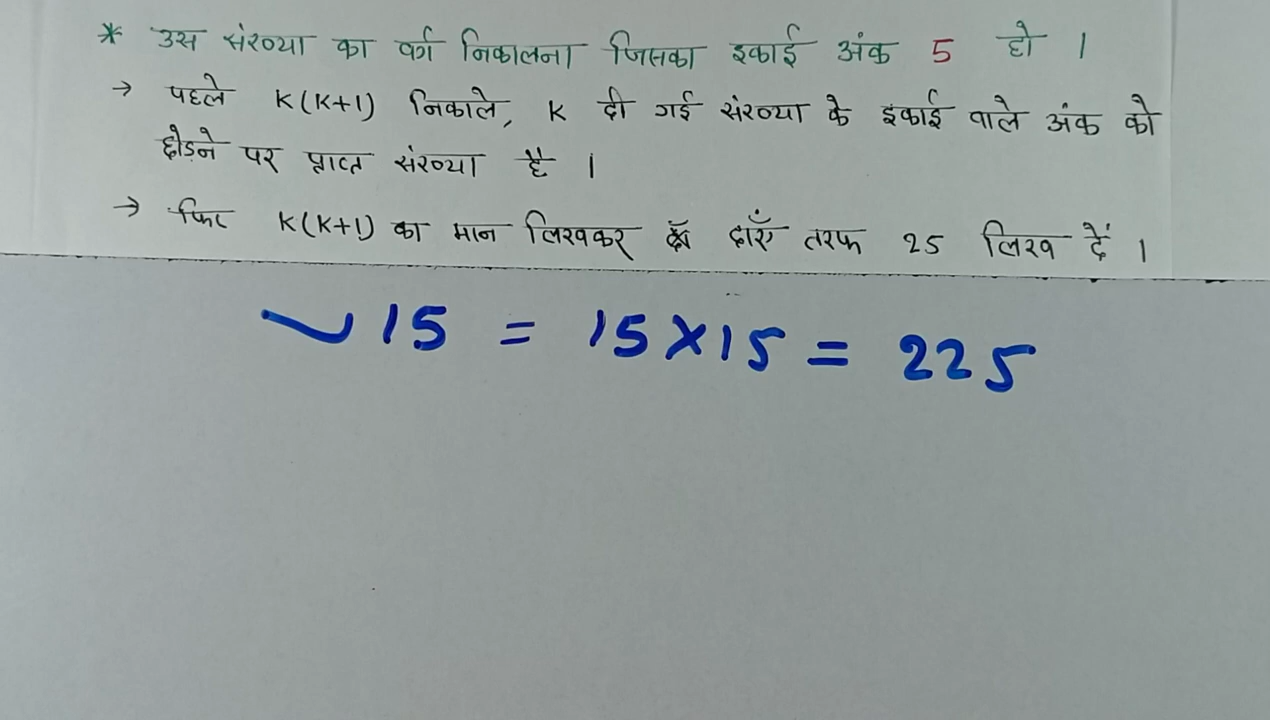 * उस संख्या का वर्ग निकालना जिसका इकाई अंक 5 हो ।
→ पहले K(K+1) निकाले, K दी गई संख्या के इकाई वाले अंक को
छोड़ने पर प्राप्त संख्या है ।
→ फिर K(K+1) का मान लिखकर दाएँ तरफ 25 लिख दें ।
15 = 15×15 = 225